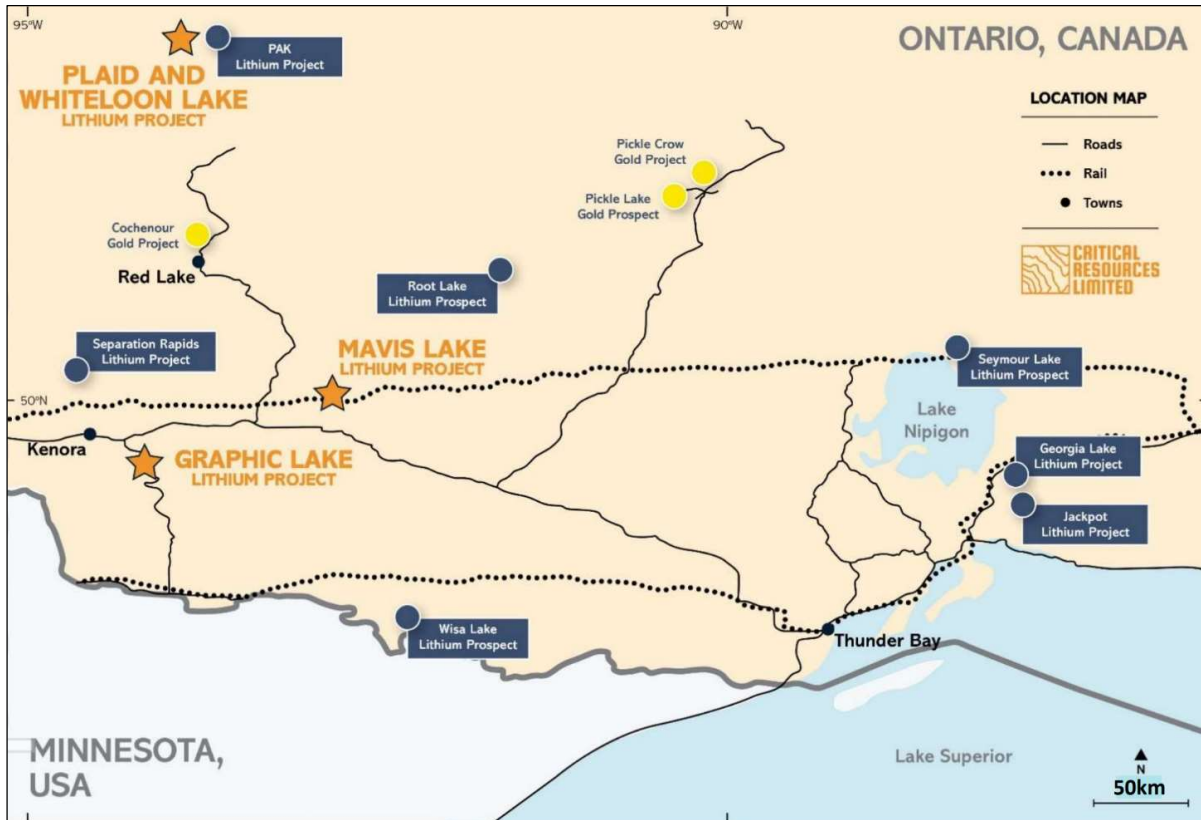 95°W
90°W
ONTARIO, CANADA
PAK
Lithium Project
PLAID AND
WHITELOON LAKE
LITHIUM PROJECT
LOCATION MAP
Roads
Rail
Towns
CRITICAL
RESOURCES
LIMITED
Pickle Crow
Gold Project
Pickle Lake
Gold Prospect
Cochenour
Gold Project
Red Lake
Root Lake
Lithium Prospect
Separation Rapids
Lithium Project
MAVIS LAKE
LITHIUM PROJECT
Seymour Lake
Lithium Prospect
50°N
Lake
Nipigon
Kenora
GRAPHIC LAKE
LITHIUM PROJECT
Georgia Lake
Lithium Project
Jackpot
Lithium Project
Wisa Lake
Lithium Prospect
Thunder Bay
MINNESOTA,
USA
Lake Superior
N
50km